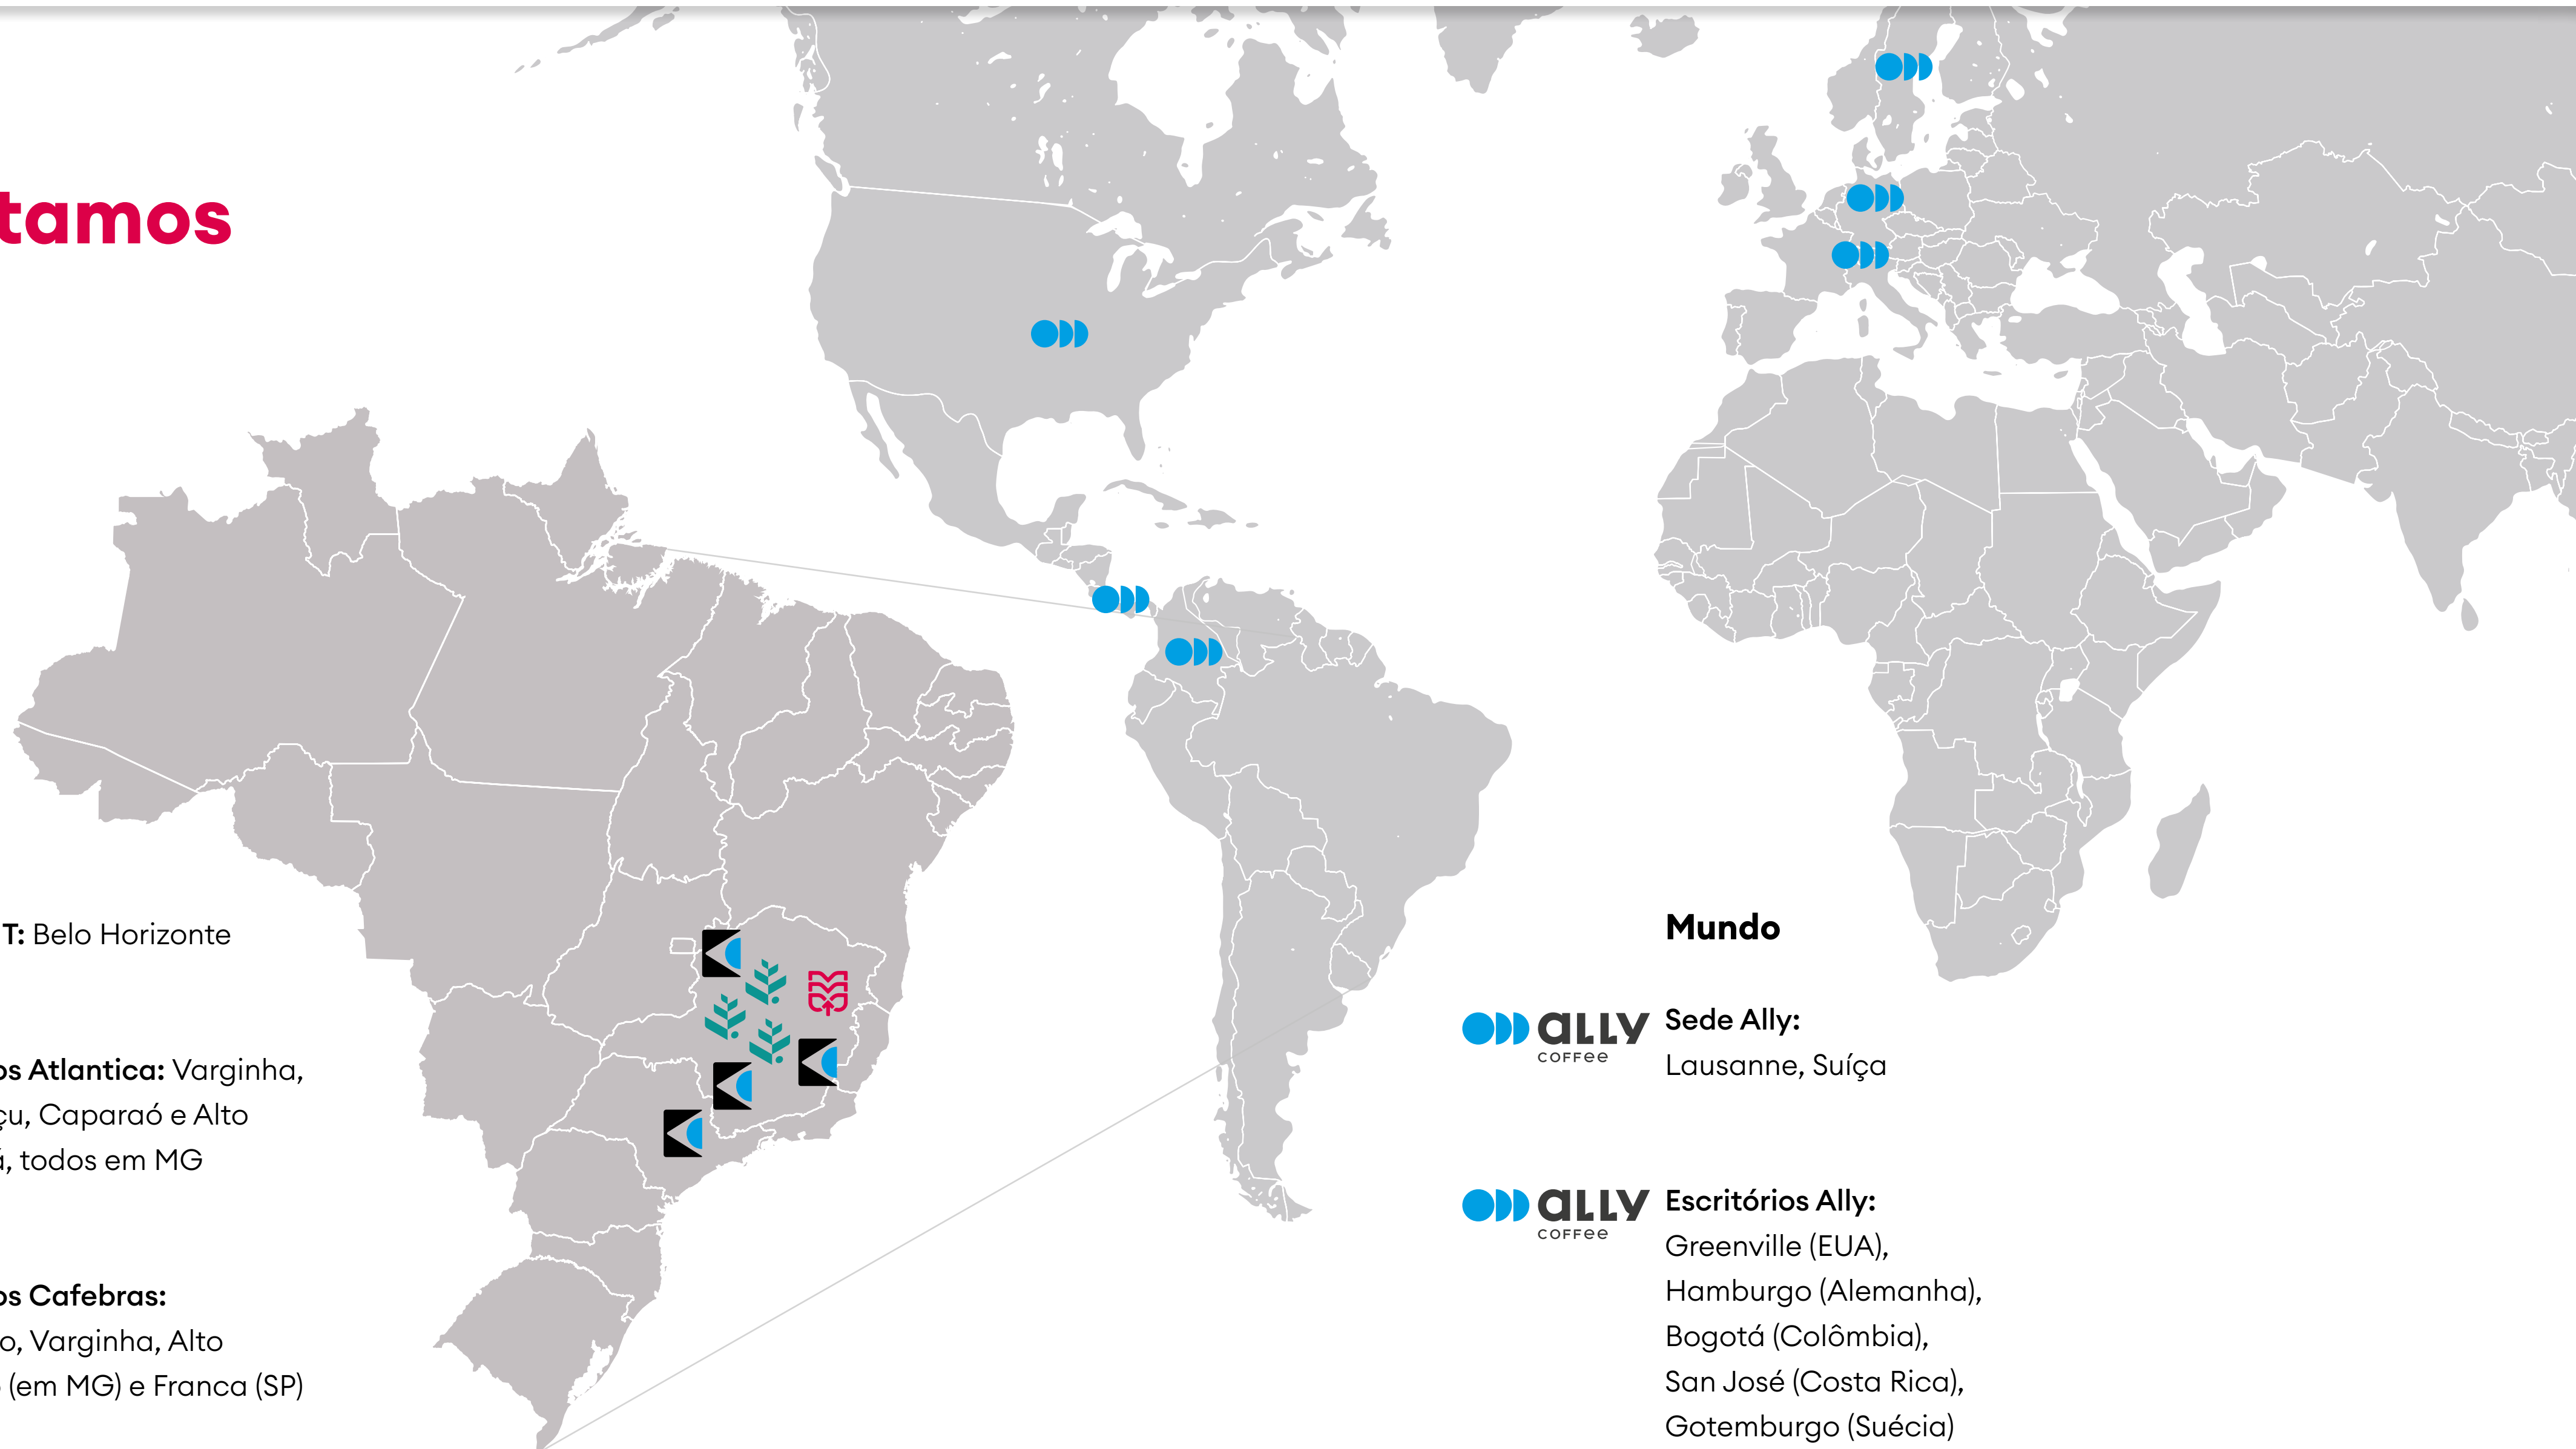 tamos
T: Belo Horizonte
os Atlantica: Varginha,
çu, Caparaó e Alto
, todos em MG
os Cafebras:
o, Varginha, Alto
(em MG) e Franca (SP)
Mundo
ally
coffee
Sede Ally:
Lausanne, Suíça
ally
coffee
Escritórios Ally:
Greenville (EUA),
Hamburgo (Alemanha),
Bogotá (Colômbia),
San José (Costa Rica),
Gotemburgo (Suécia)